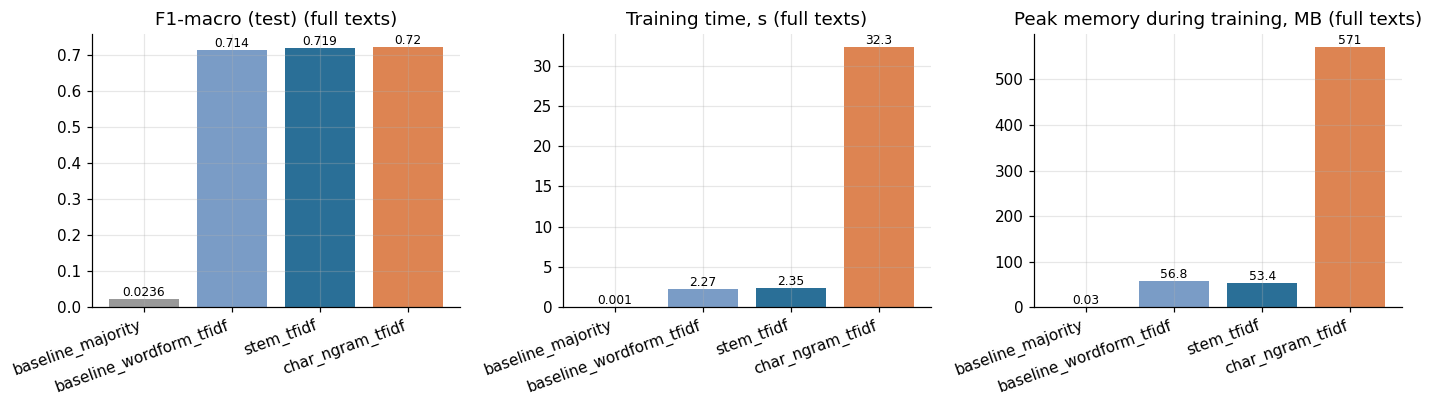 F1-macro (test) (full texts)
0.7
0.6
0.5
0.4
0.3
0.2
0.1
0.0
0.0236
0.714
0.719
0.72
baseline_majority
baseline_wordform_tfidf
stem_tfidf
char_ngram_tfidf
Training time, s (full texts)
30
25
20
15
10
5
0
0.001
2.27
2.35
32.3
baseline_majority
baseline_wordform_tfidf
stem_tfidf
char_ngram_tfidf
Peak memory during training, MB (full texts)
500
400
300
200
100
0
0.03
56.8
53.4
571
baseline_majority
baseline_wordform_tfidf
stem_tfidf
char_ngram_tfidf